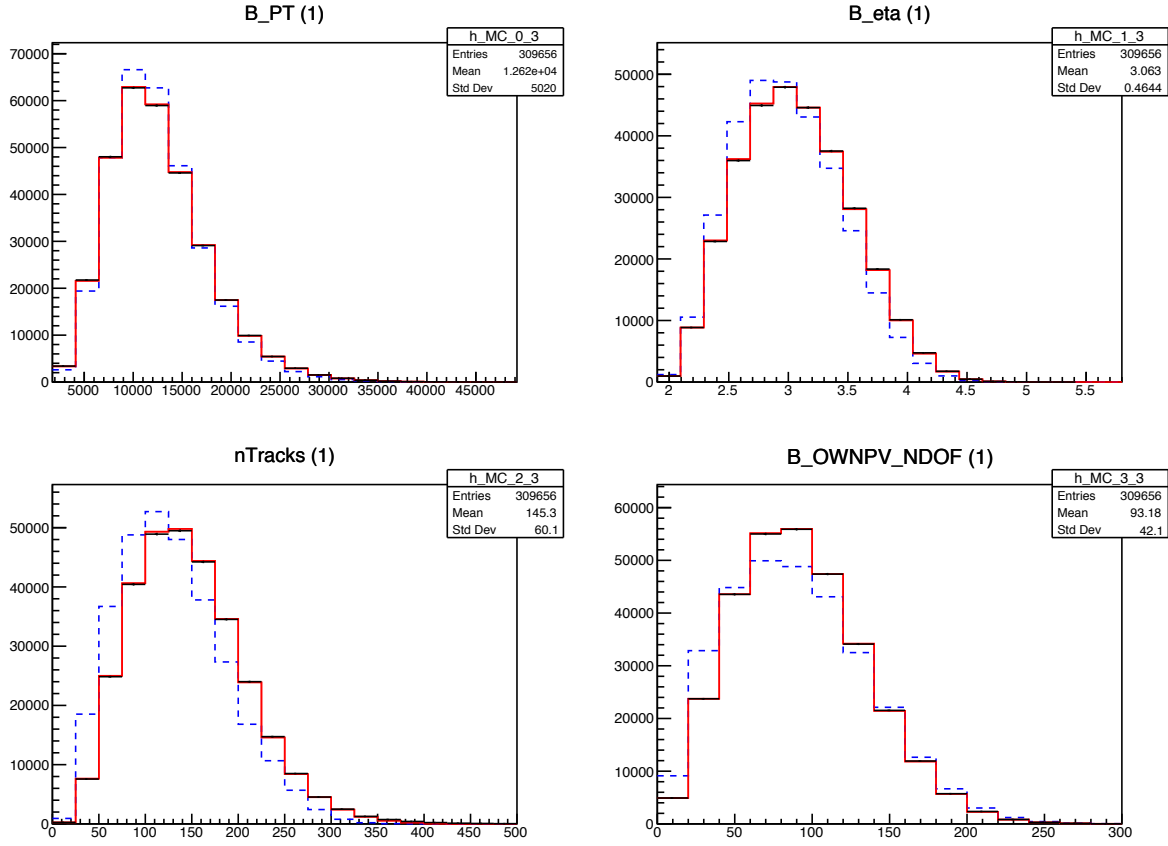 B_PT (1)
h_MC_0_3
Entries 309656
Mean 1.262e+04
Std Dev 5020
70000
60000
50000
40000
30000
20000
10000
0
5000 10000 15000 20000 25000 30000 35000 40000 45000
B_eta (1)
h_MC_1_3
Entries 309656
Mean 3.063
Std Dev 0.4644
50000
40000
30000
20000
10000
0
2 2.5 3 3.5 4 4.5 5 5.5
nTracks (1)
h_MC_2_3
Entries 309656
Mean 145.3
Std Dev 60.1
50000
40000
30000
20000
10000
0
0 50 100 150 200 250 300 350 400 450 500
B_OWNPV_NDOF (1)
h_MC_3_3
Entries 309656
Mean 93.18
Std Dev 42.1
60000
50000
40000
30000
20000
10000
0
0 50 100 150 200 250 300